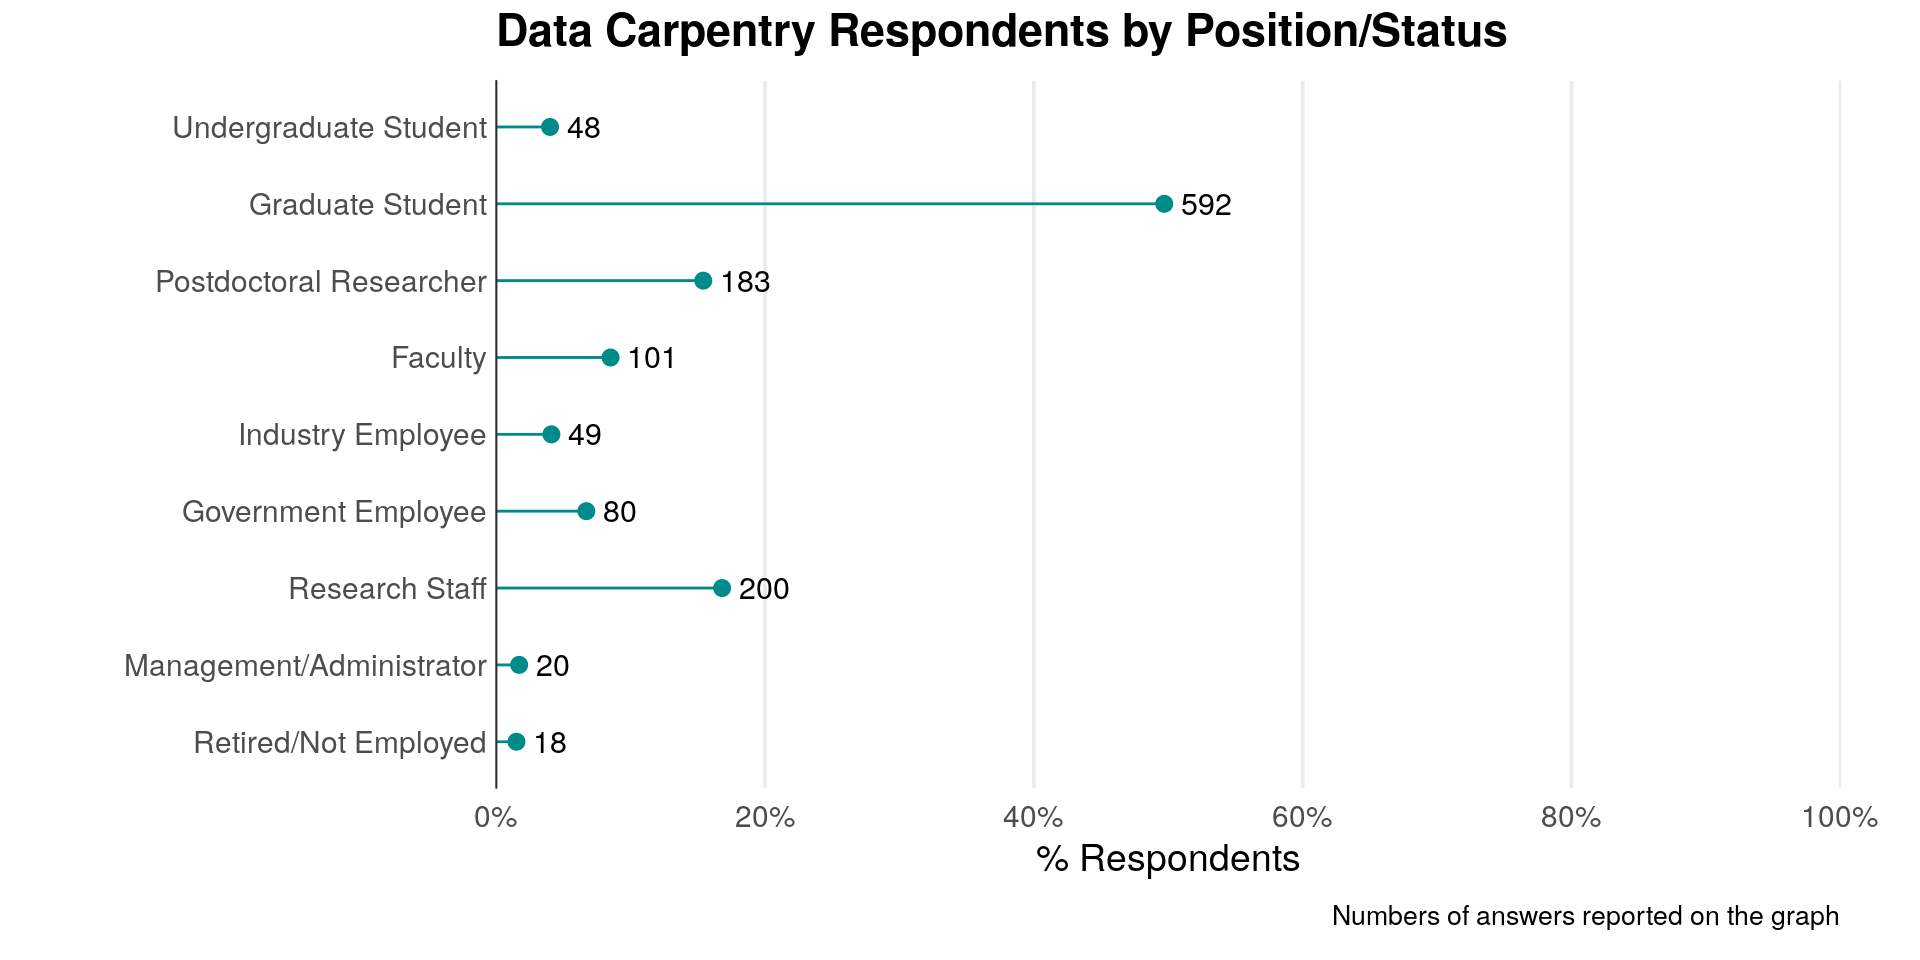 Data Carpentry Respondents by Position/Status
Undergraduate Student 48
Graduate Student 592
Postdoctoral Researcher 183
Faculty 101
Industry Employee 49
Government Employee 80
Research Staff 200
Management/Administrator 20
Retired/Not Employed 18
0% 20% 40% 60% 80% 100%
% Respondents
Numbers of answers reported on the graph